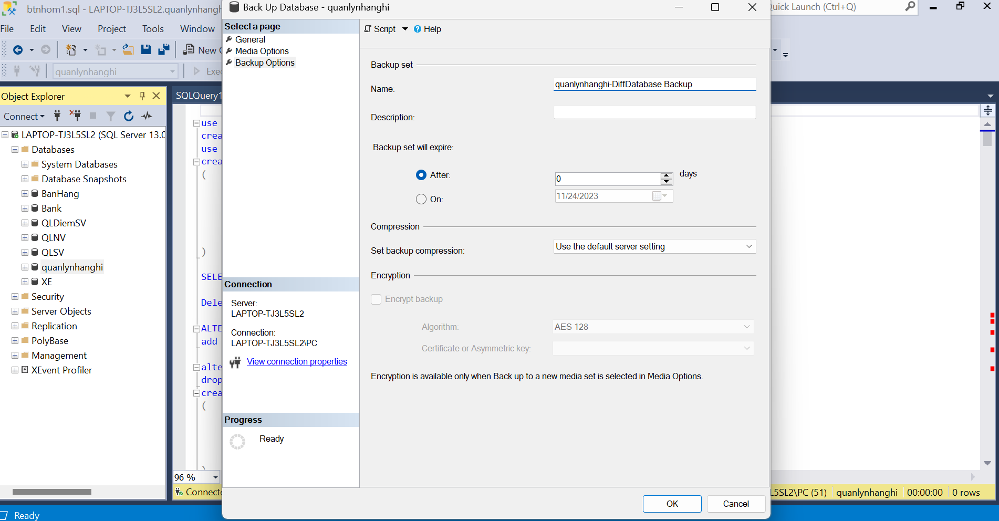 btnhom1.sql - LAPTOP-TJ3L5SL2.quanlynhangh
Quick Launch (Ctrl+Q)
File Edit View Project Tools Window
New
quanlynhanghi
Exec
Object Explorer
Connect
LAPTOP-TJ3L5SL2 (SQL Server 13.0
Databases
System Databases
Database Snapshots
BanHang
Bank
QLDiemSV
QLNV
QLSV
quanlynhanghi
XE
Security
Server Objects
Replication
PolyBase
Management
XEvent Profiler
SQLQuery1
use
crea
use
crea
(
)
SELE
Dele
ALTE
add
alte
drop
crea
(
)
96 %
Connecte
L5SL2\PC (51) quanlynhanghi 00:00:00 0 rows
Ready
Back Up Database - quanlynhanghi
Select a page
General
Media Options
Backup Options
Connection
Server:
LAPTOP-TJ3L5SL2
Connection:
LAPTOP-TJ3L5SL2\PC
View connection properties
Progress
Ready
Script Help
Backup set
Name: quanlynhanghi-DiffDatabase Backup
Description:
Backup set will expire:
After: 0 days
On: 11/24/2023
Compression
Set backup compression: Use the default server setting
Encryption
Encrypt backup
Algorithm: AES 128
Certificate or Asymmetric key:
Encryption is available only when Back up to a new media set is selected in Media Options.
OK Cancel